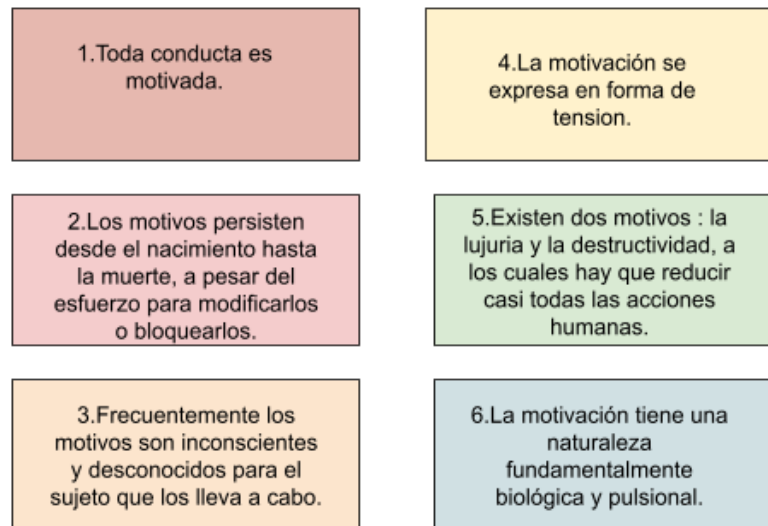 1.Toda conducta es
motivada.
2.Los motivos persisten
desde el nacimiento hasta
la muerte, a pesar del
esfuerzo para modificarlos
o bloquearlos.
3.Frecuentemente los
motivos son inconscientes
y desconocidos para el
sujeto que los lleva a cabo.
4.La motivación se
expresa en forma de
tension.
5.Existen dos motivos : la
lujuria y la destructividad, a
los cuales hay que reducir
casi todas las acciones
humanas.
6.La motivación tiene una
naturaleza
fundamentalmente
biológica y pulsional.